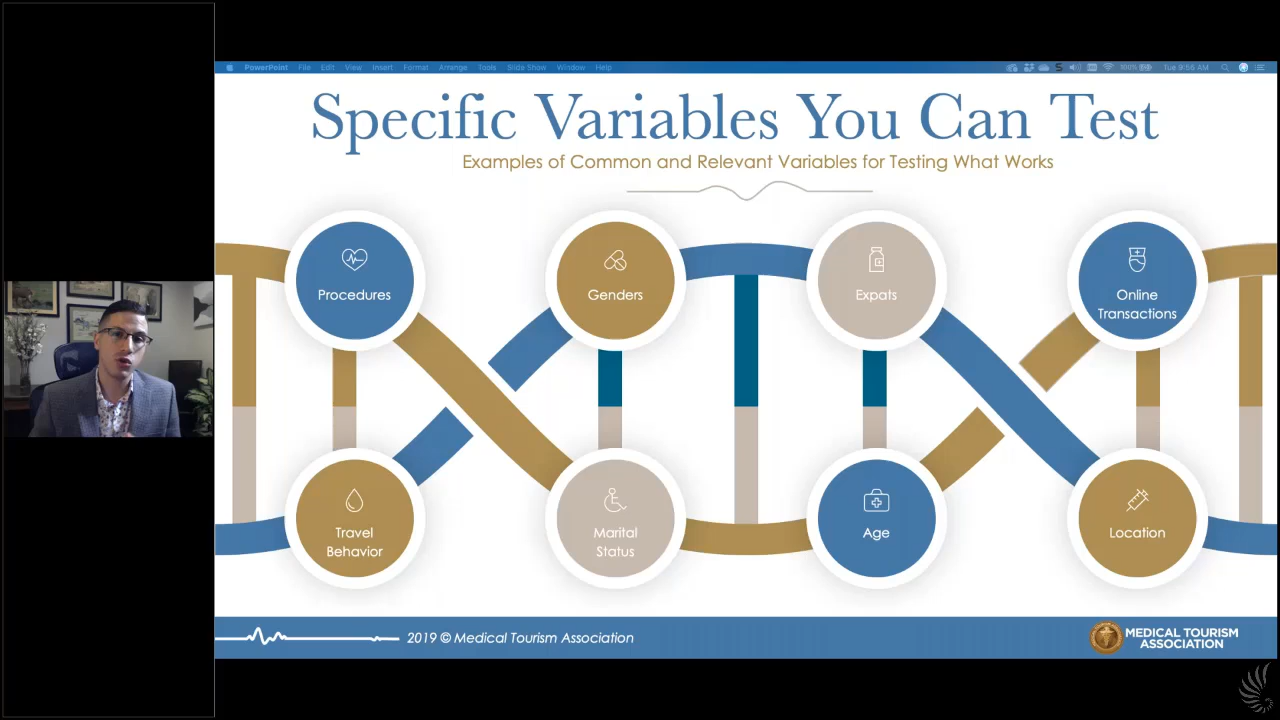 PowerPoint File Edit View Insert Format Arrange Tools Slide Show Window Help 100% Tue 9:56 AM
Specific Variables You Can Test
Examples of Common and Relevant Variables for Testing What Works
Procedures
Genders
Expats
Online
Transactions
Travel
Behavior
Marital
Status
Age
Location
2019 © Medical Tourism Association
MEDICAL TOURISM
ASSOCIATION